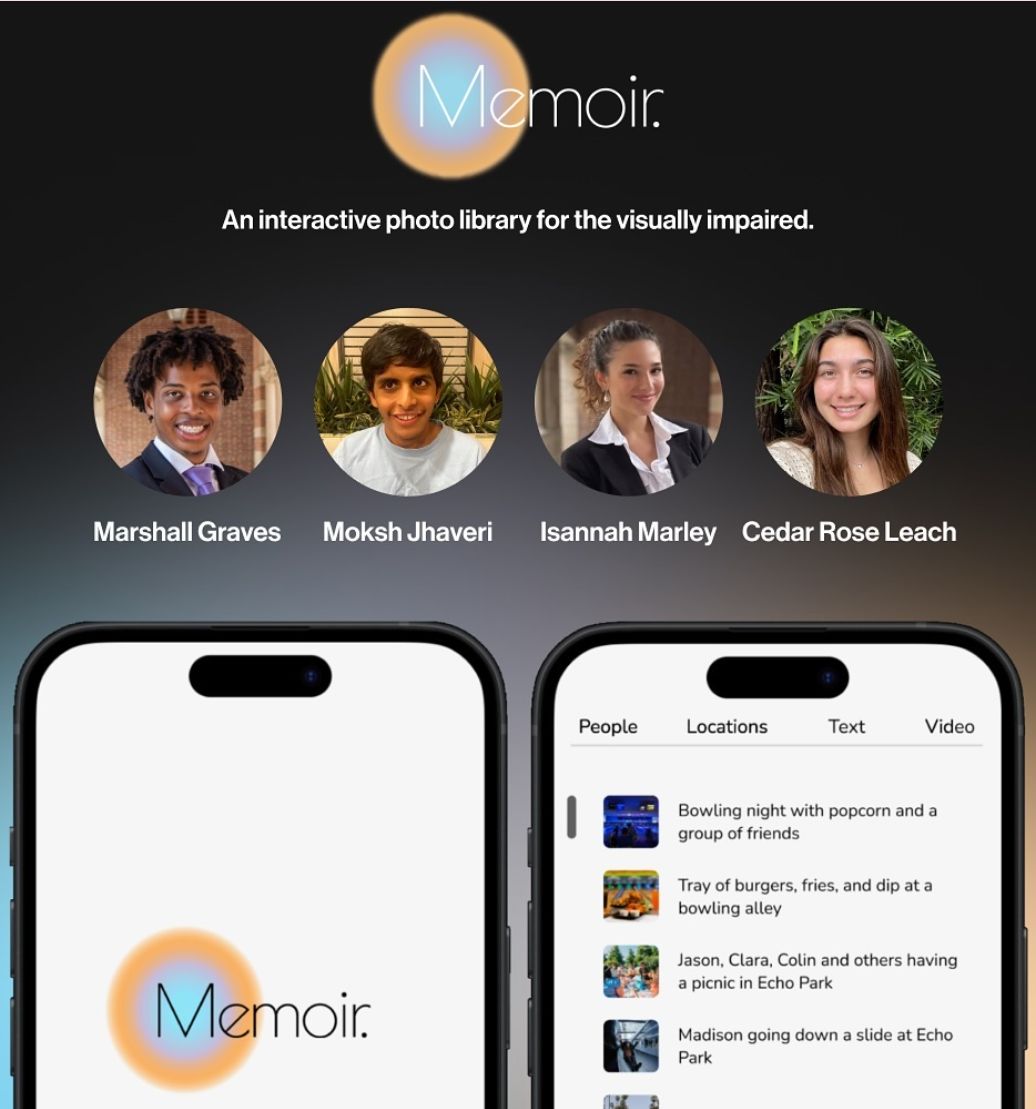 Memoir.
An interactive photo library for the visually impaired.
Marshall Graves
Moksh Jhaveri
Isannah Marley
Cedar Rose Leach
Memoir.
People
Locations
Text
Video
Bowling night with popcorn and a
group of friends
Tray of burgers, fries, and dip at a
bowling alley
Jason, Clara, Colin and others having
a picnic in Echo Park
Madison going down a slide at Echo
Park